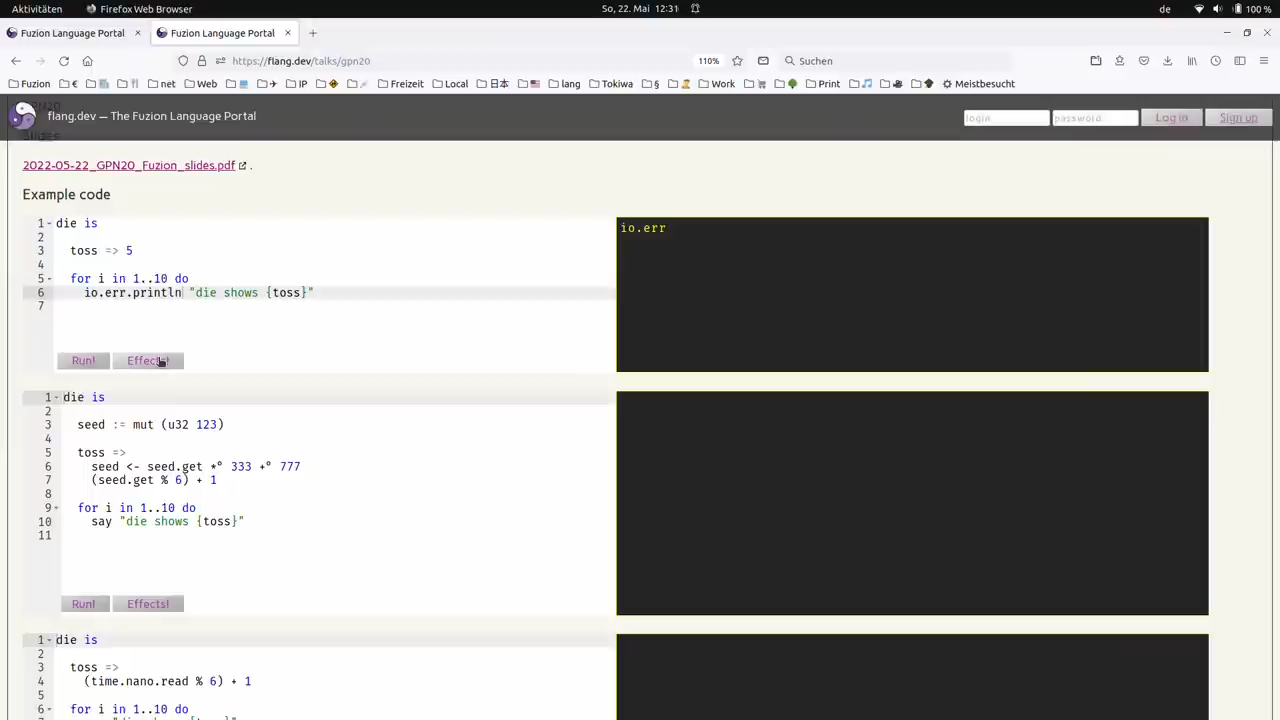 Aktivitäten
Firefox Web Browser
So, 22. Mai 12:31
de
100 %
Fuzion Language Portal
Fuzion Language Portal
https://flang.dev/talks/gpn20
110%
Suchen
Fuzion
€
net
Web
IP
Freizeit
Local
日本
lang
Tokiwa
§
Work
Print
Meistbesucht
GPN20
flang.dev — The Fuzion Language Portal
login
password
Log in
Sign up
Slides
2022-05-22_GPN20_Fuzion_slides.pdf .
Example code
1 die is
2
3 toss => 5
4
5 for i in 1..10 do
6 io.err.println "die shows {toss}"
7
Run!
Effects!
io.err
1 die is
2
3 seed := mut (u32 123)
4
5 toss =>
6 seed <- seed.get *° 333 +° 777
7 (seed.get % 6) + 1
8
9 for i in 1..10 do
10 say "die shows {toss}"
11
Run!
Effects!
1 die is
2
3 toss =>
4 (time.nano.read % 6) + 1
5
6 for i in 1..10 do